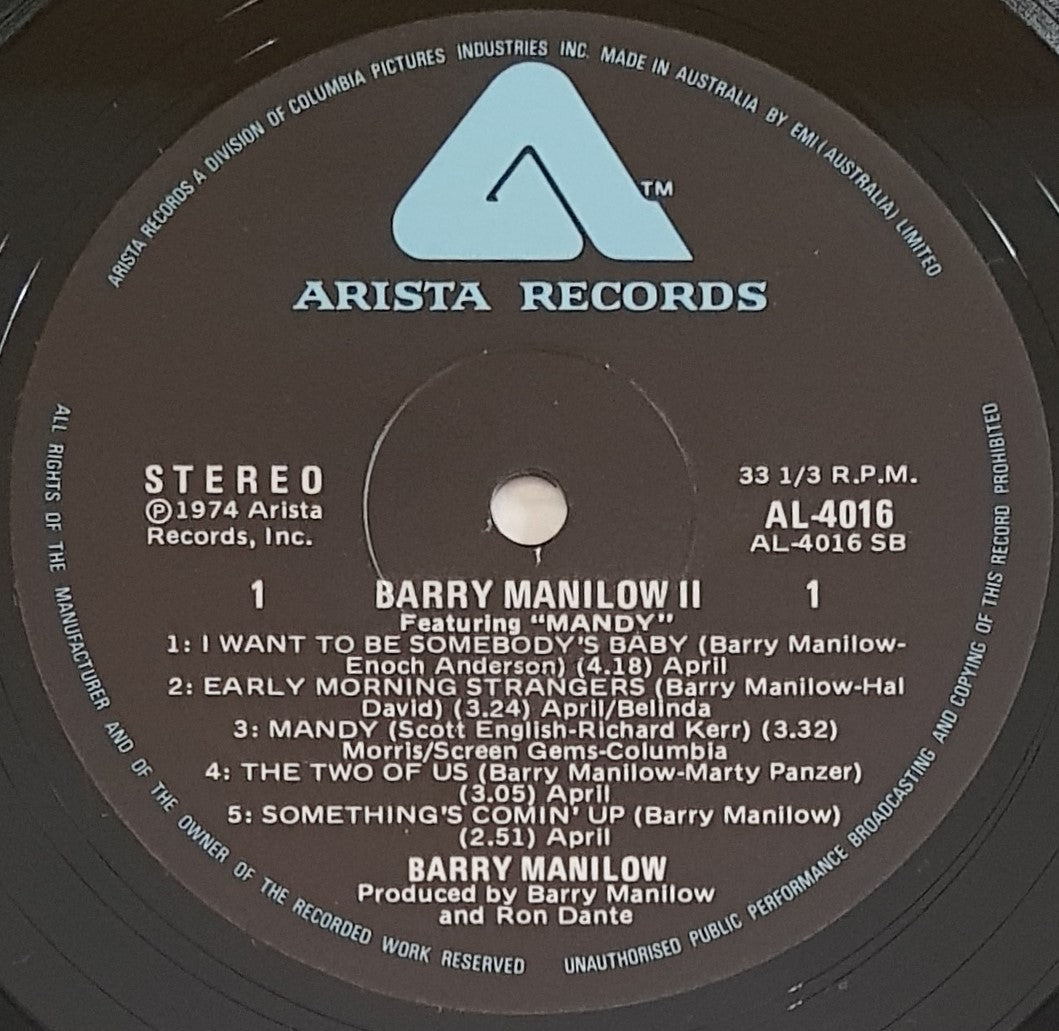 ARISTA RECORDS A DIVISION OF COLUMBIA PICTURES INDUSTRIES INC. MADE IN AUSTRALIA BY EMI (AUSTRALIA) LIMITED
TM
ARISTA RECORDS
STEREO
℗1974 Arista
Records, Inc.
33 1/3 R.P.M.
AL-4016
AL-4016 SB
1 BARRY MANILOW II 1
Featuring "MANDY"
1: I WANT TO BE SOMEBODY'S BABY (Barry Manilow-
Enoch Anderson) (4.18) April
2: EARLY MORNING STRANGERS (Barry Manilow-Hal
David) (3.24) April/Belinda
3: MANDY (Scott English-Richard Kerr) (3.32)
Morris/Screen Gems-Columbia
4: THE TWO OF US (Barry Manilow-Marty Panzer)
(3.05) April
5: SOMETHING'S COMIN' UP (Barry Manilow)
(2.51) April
BARRY MANILOW
Produced by Barry Manilow
and Ron Dante
ALL RIGHTS OF THE MANUFACTURER AND OF THE OWNER OF THE RECORDED WORK RESERVED
UNAUTHORISED PUBLIC PERFORMANCE BROADCASTING AND COPYING OF THIS RECORD PROHIBITED